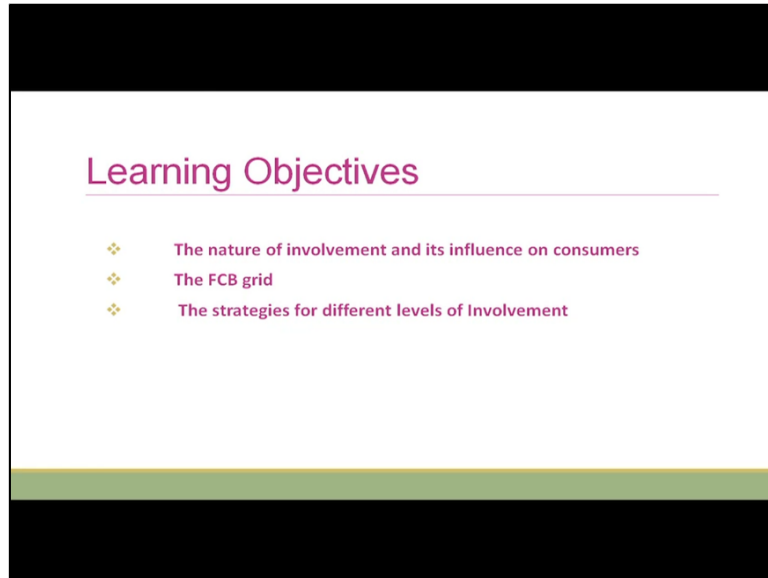 Learning Objectives
The nature of involvement and its influence on consumers
The FCB grid
The strategies for different levels of Involvement